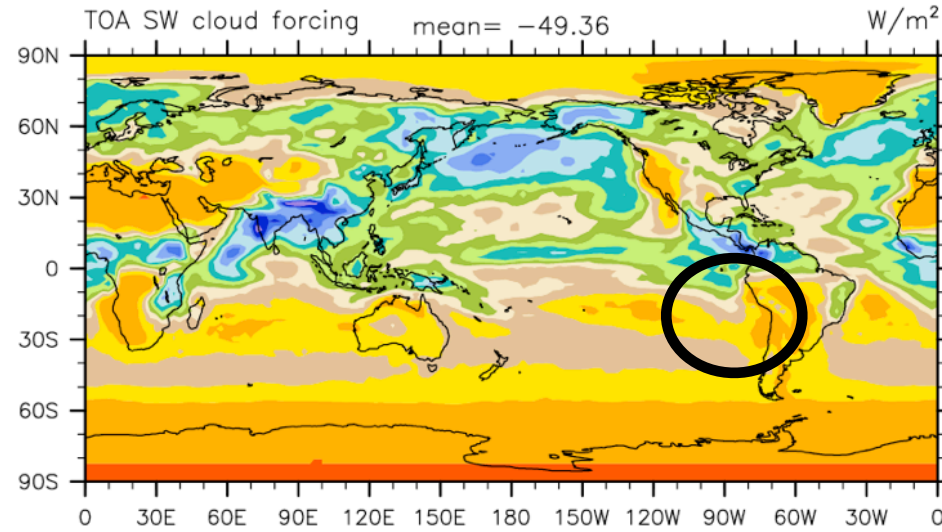 TOA SW cloud forcing mean= −49.36 W/m²
90N
60N
30N
0
30S
60S
90S
0 30E 60E 90E 120E 150E 180 150W 120W 90W 60W 30W 0